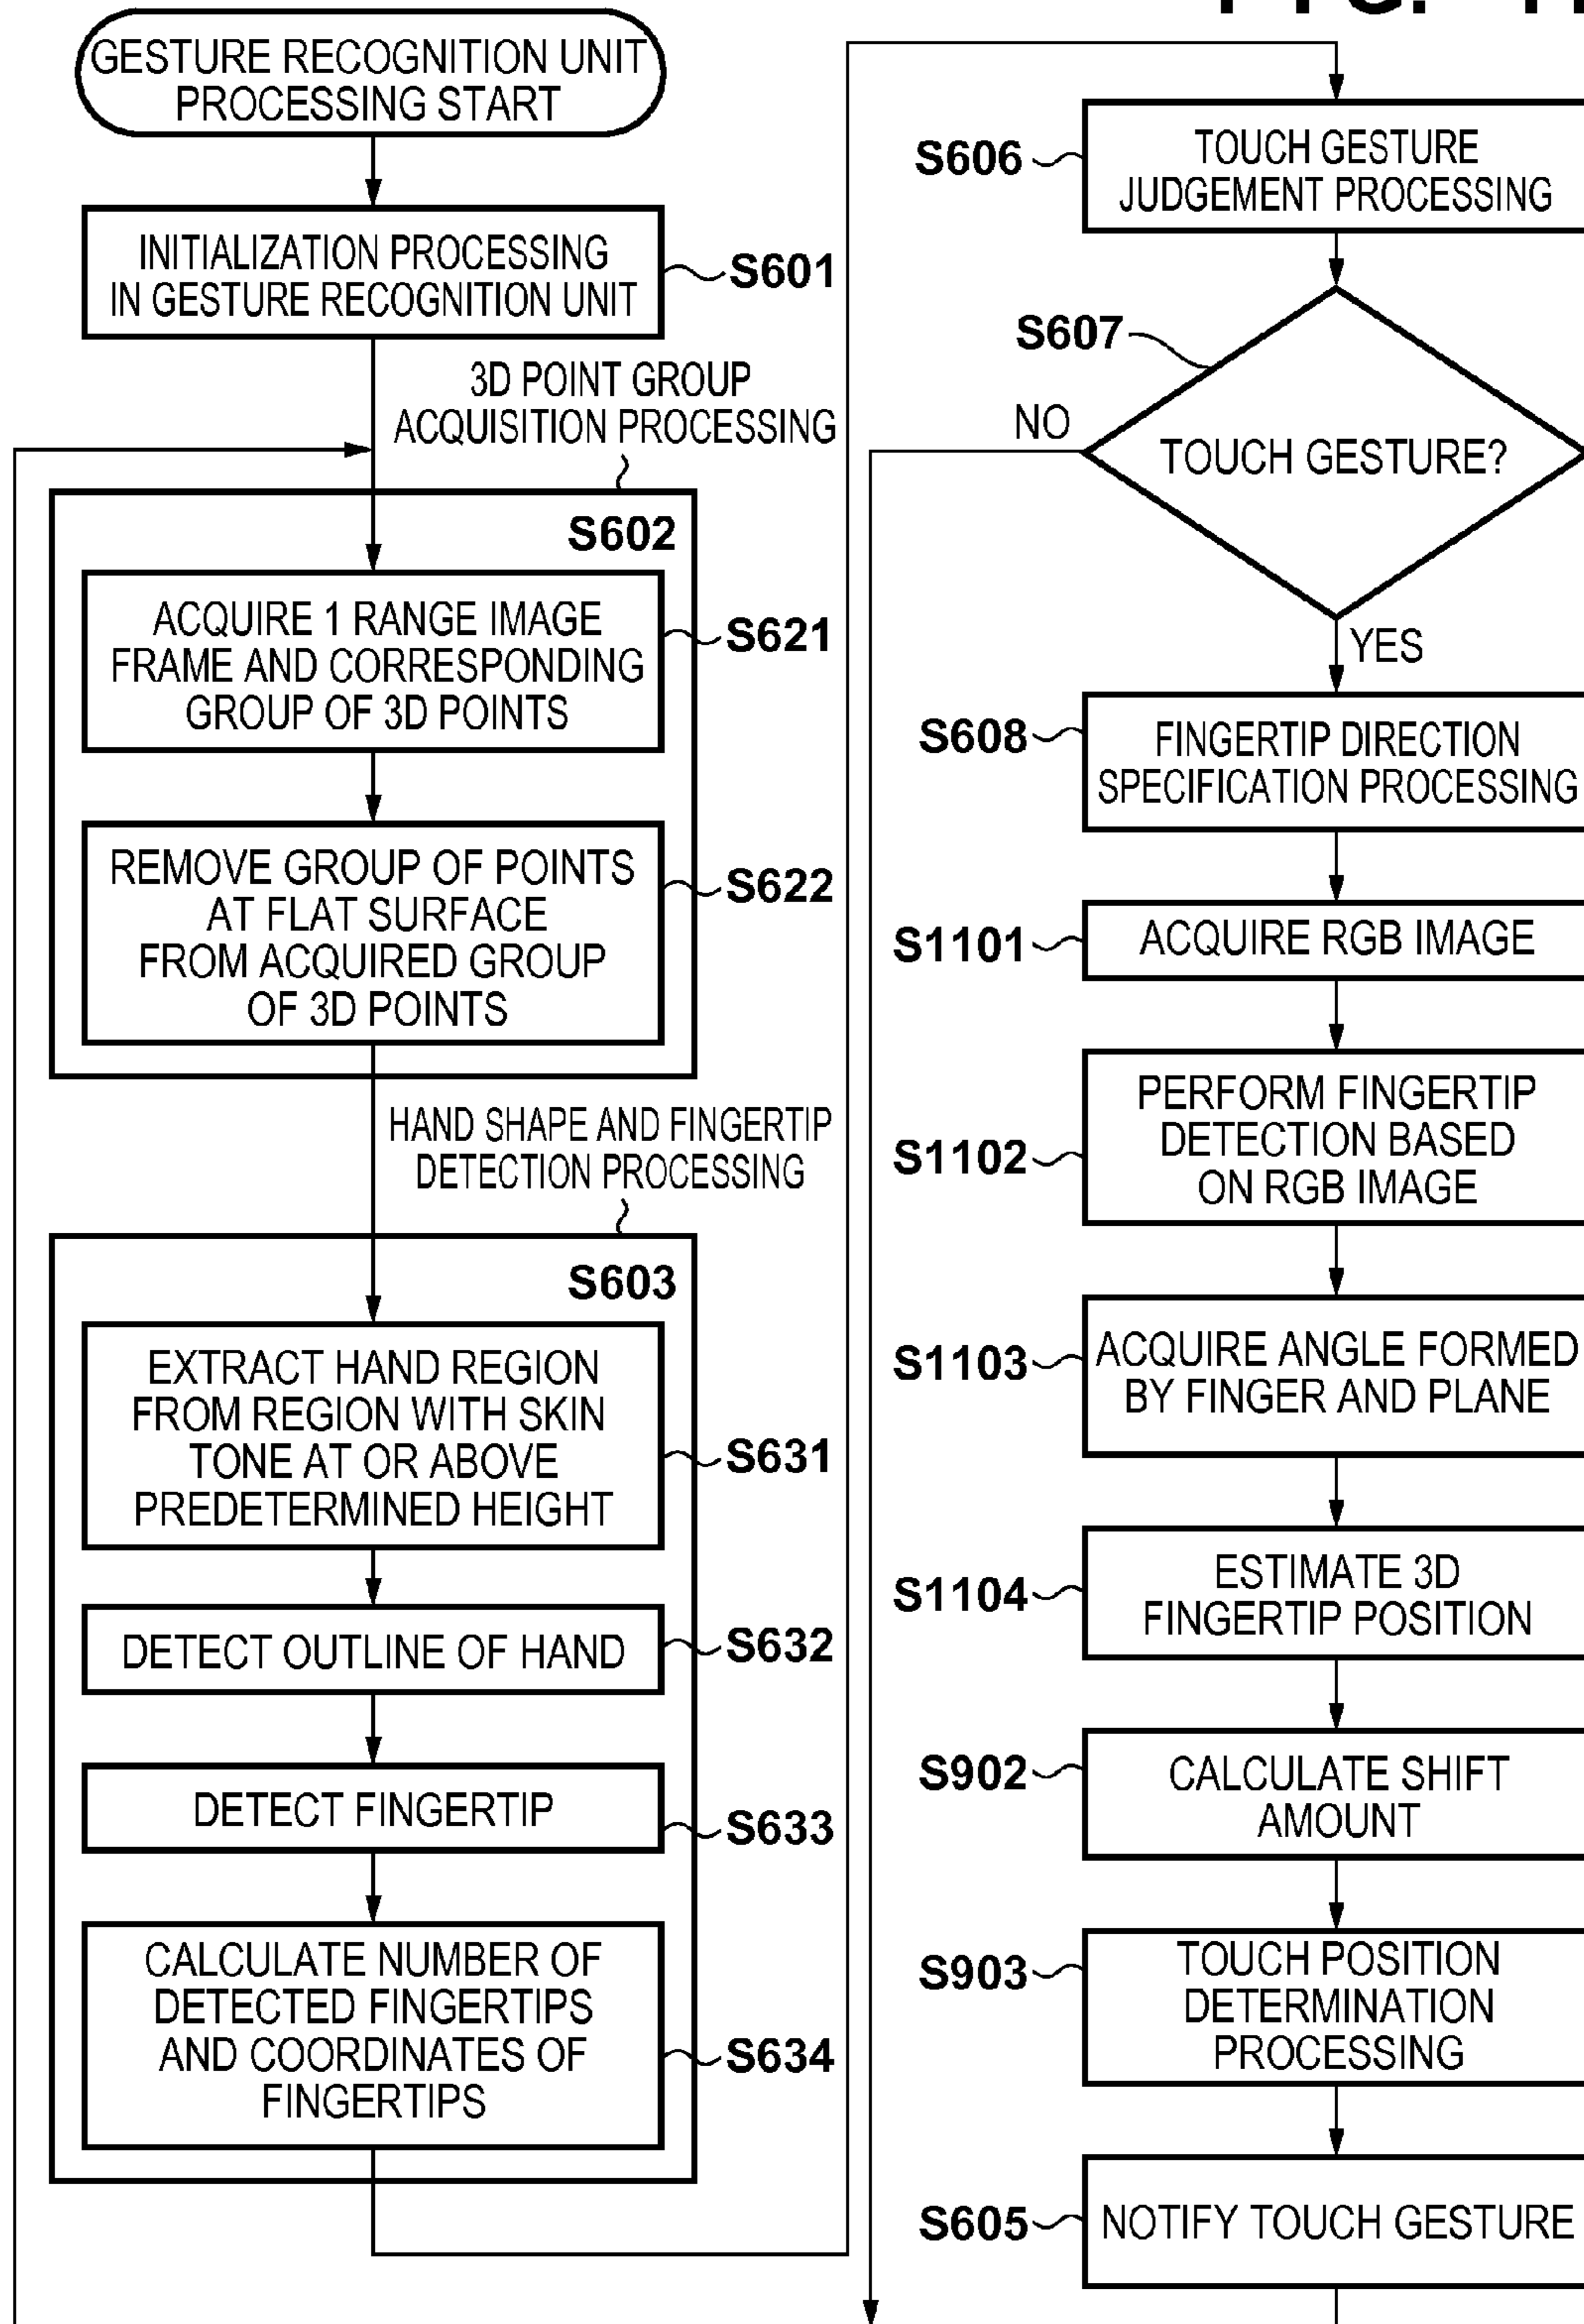 FIG.
GESTURE RECOGNITION UNIT
PROCESSING START
INITIALIZATION PROCESSING
IN GESTURE RECOGNITION UNIT
S601
3D POINT GROUP
ACQUISITION PROCESSING
S602
ACQUIRE 1 RANGE IMAGE
FRAME AND CORRESPONDING
GROUP OF 3D POINTS
S621
REMOVE GROUP OF POINTS
AT FLAT SURFACE
FROM ACQUIRED GROUP
OF 3D POINTS
S622
HAND SHAPE AND FINGERTIP
DETECTION PROCESSING
S603
EXTRACT HAND REGION
FROM REGION WITH SKIN
TONE AT OR ABOVE
PREDETERMINED HEIGHT
S631
DETECT OUTLINE OF HAND
S632
DETECT FINGERTIP
S633
CALCULATE NUMBER OF
DETECTED FINGERTIPS
AND COORDINATES OF
FINGERTIPS
S634
S606
TOUCH GESTURE
JUDGEMENT PROCESSING
S607
NO
TOUCH GESTURE?
YES
S608
FINGERTIP DIRECTION
SPECIFICATION PROCESSING
S1101
ACQUIRE RGB IMAGE
S1102
PERFORM FINGERTIP
DETECTION BASED
ON RGB IMAGE
S1103
ACQUIRE ANGLE FORMED
BY FINGER AND PLANE
S1104
ESTIMATE 3D
FINGERTIP POSITION
S902
CALCULATE SHIFT
AMOUNT
S903
TOUCH POSITION
DETERMINATION
PROCESSING
S605
NOTIFY TOUCH GESTURE